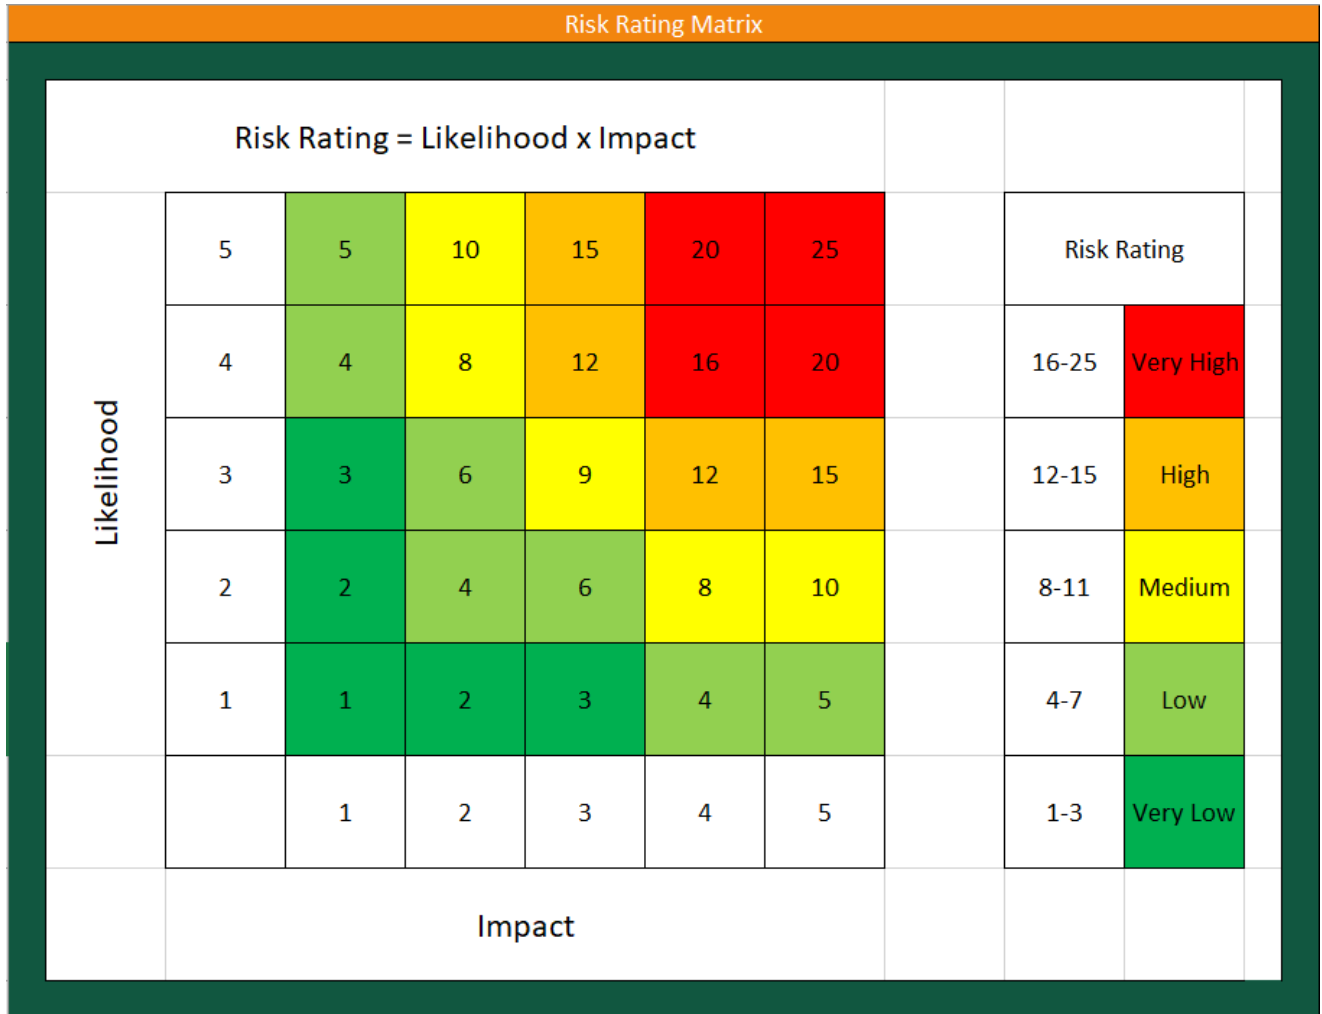 Risk Rating Matrix
Risk Rating = Likelihood x Impact
5 5 10 15 20 25 Risk Rating
4 4 8 12 16 20 16-25 Very High
Likelihood
3 3 6 9 12 15 12-15 High
2 2 4 6 8 10 8-11 Medium
1 1 2 3 4 5 4-7 Low
1 2 3 4 5 1-3 Very Low
Impact